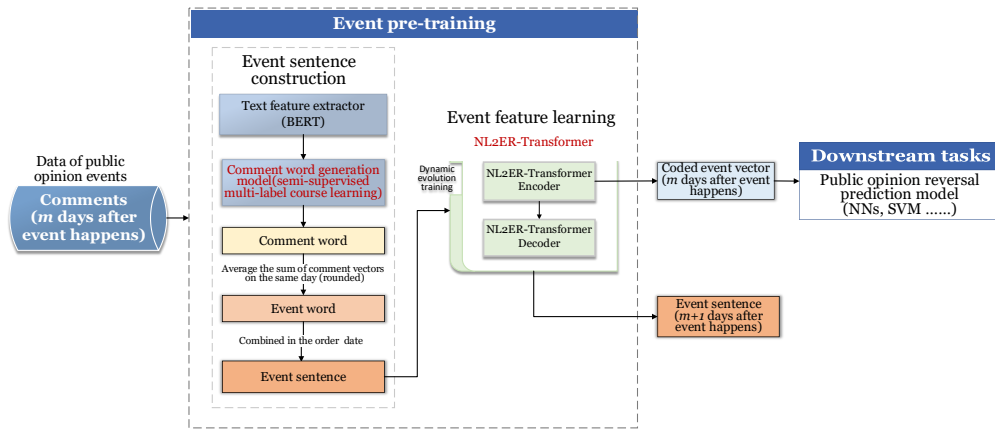 Event pre-training
Data of public
opinion events
Comments
(m days after
event happens)
Event sentence
construction
Text feature extractor
(BERT)
Comment word generation
model(semi-supervised
multi-label course learning)
Comment word
Average the sum of comment vectors
on the same day (rounded)
Event word
Combined in the order date
Event sentence
Event feature learning
NL2ER-Transformer
Dynamic
evolution
training
NL2ER-Transformer
Encoder
NL2ER-Transformer
Decoder
Coded event vector
(m days after event
happens)
Event sentence
(m+1 days after
event happens)
Downstream tasks
Public opinion reversal
prediction model
(NNs, SVM ......)